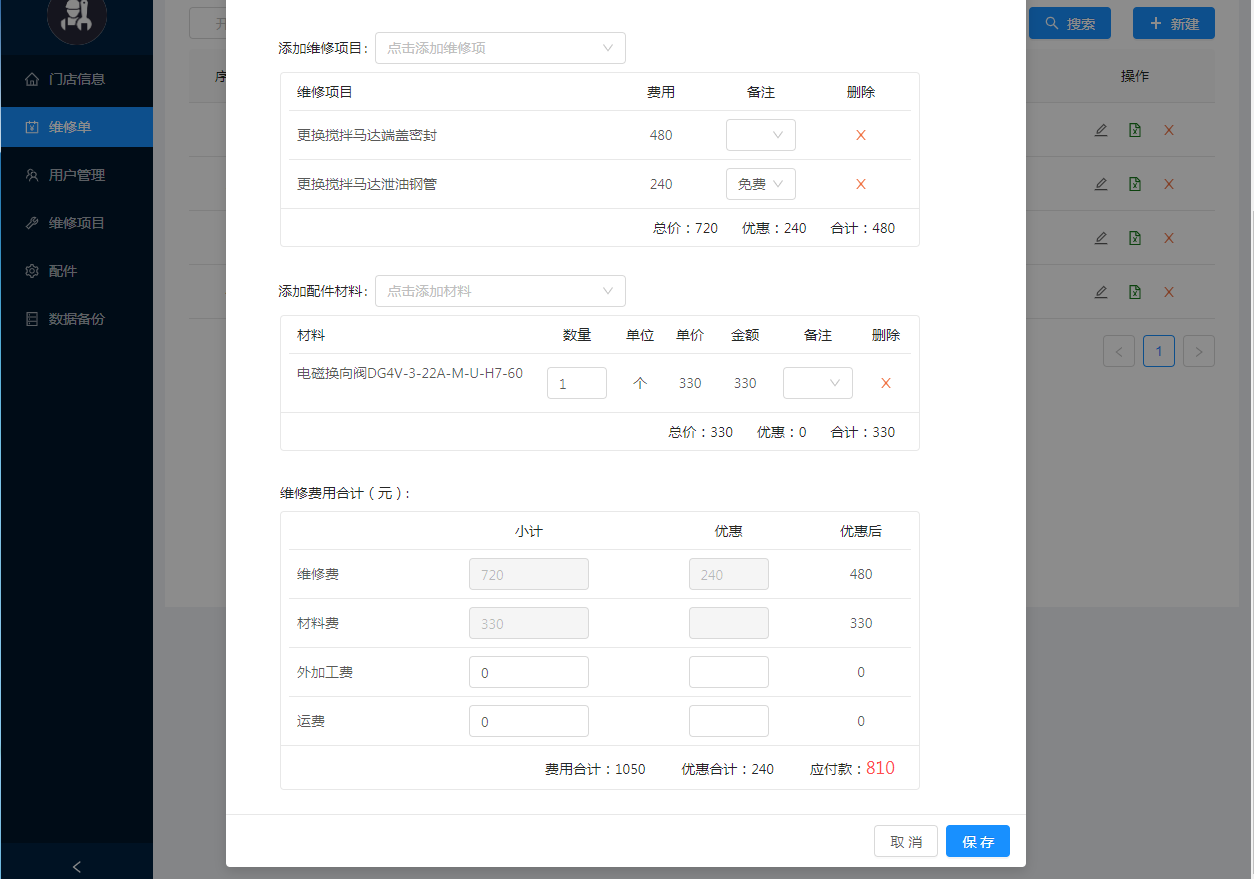 开
搜索
新建
序
操作
门店信息
维修单
用户管理
维修项目
配件
数据备份
1
添加维修项目:
点击添加维修项
维修项目 费用 备注 删除
更换搅拌马达端盖密封 480 X
更换搅拌马达泄油钢管 240 免费 X
总价：720 优惠：240 合计：480
添加配件材料:
点击添加材料
材料 数量 单位 单价 金额 备注 删除
电磁换向阀DG4V-3-22A-M-U-H7-60 1 个 330 330 X
总价：330 优惠：0 合计：330
维修费用合计（元）:
小计 优惠 优惠后
维修费 720 240 480
材料费 330 330
外加工费 0 0
运费 0 0
费用合计：1050 优惠合计：240 应付款：810
取 消
保 存